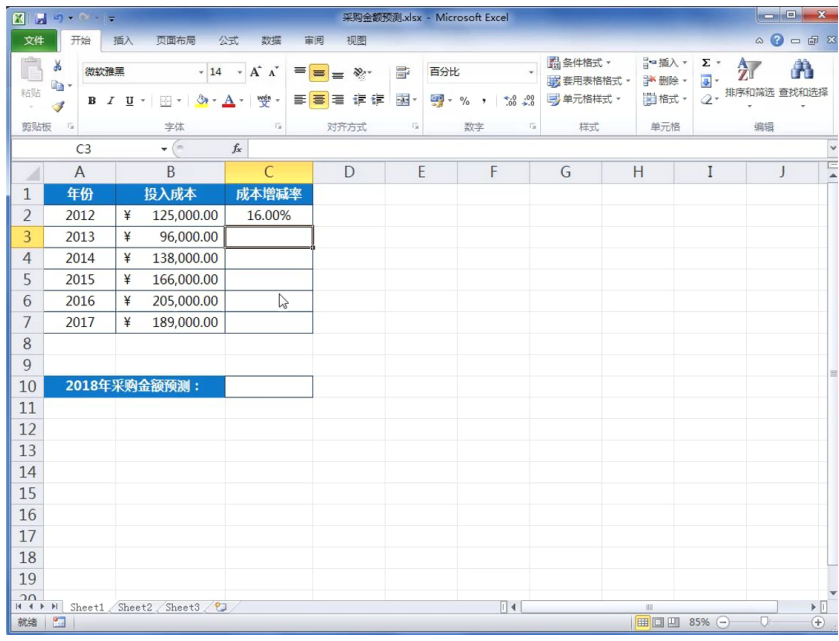 采购金额预测.xlsx - Microsoft Excel
文件 开始 插入 页面布局 公式 数据 审阅 视图
微软雅黑 14 A A 百分比 条件格式 插入 Σ
粘贴 套用表格格式 删除 排序和筛选 查找和选择
B I U A wén % , 单元格样式 格式
剪贴板 字体 对齐方式 数字 样式 单元格 编辑
C3 fx
A B C D E F G H I J
1 年份 投入成本 成本增减率
2 2012 ¥ 125,000.00 16.00%
3 2013 ¥ 96,000.00
4 2014 ¥ 138,000.00
5 2015 ¥ 166,000.00
6 2016 ¥ 205,000.00
7 2017 ¥ 189,000.00
8
9
10 2018年采购金额预测：
11
12
13
14
15
16
17
18
19
20
Sheet1 Sheet2 Sheet3
就绪 85%